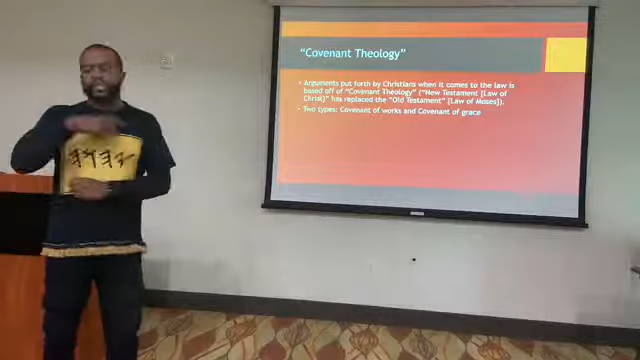 “Covenant Theology”
• Arguments put forth by Christians when it comes to the law is
based off of “Covenant Theology” (“New Testament [Law of
Christ]” has replaced the “Old Testament” [Law of Moses]).
• Two types: Covenant of works and Covenant of grace
𐤉𐤄𐤅𐤄